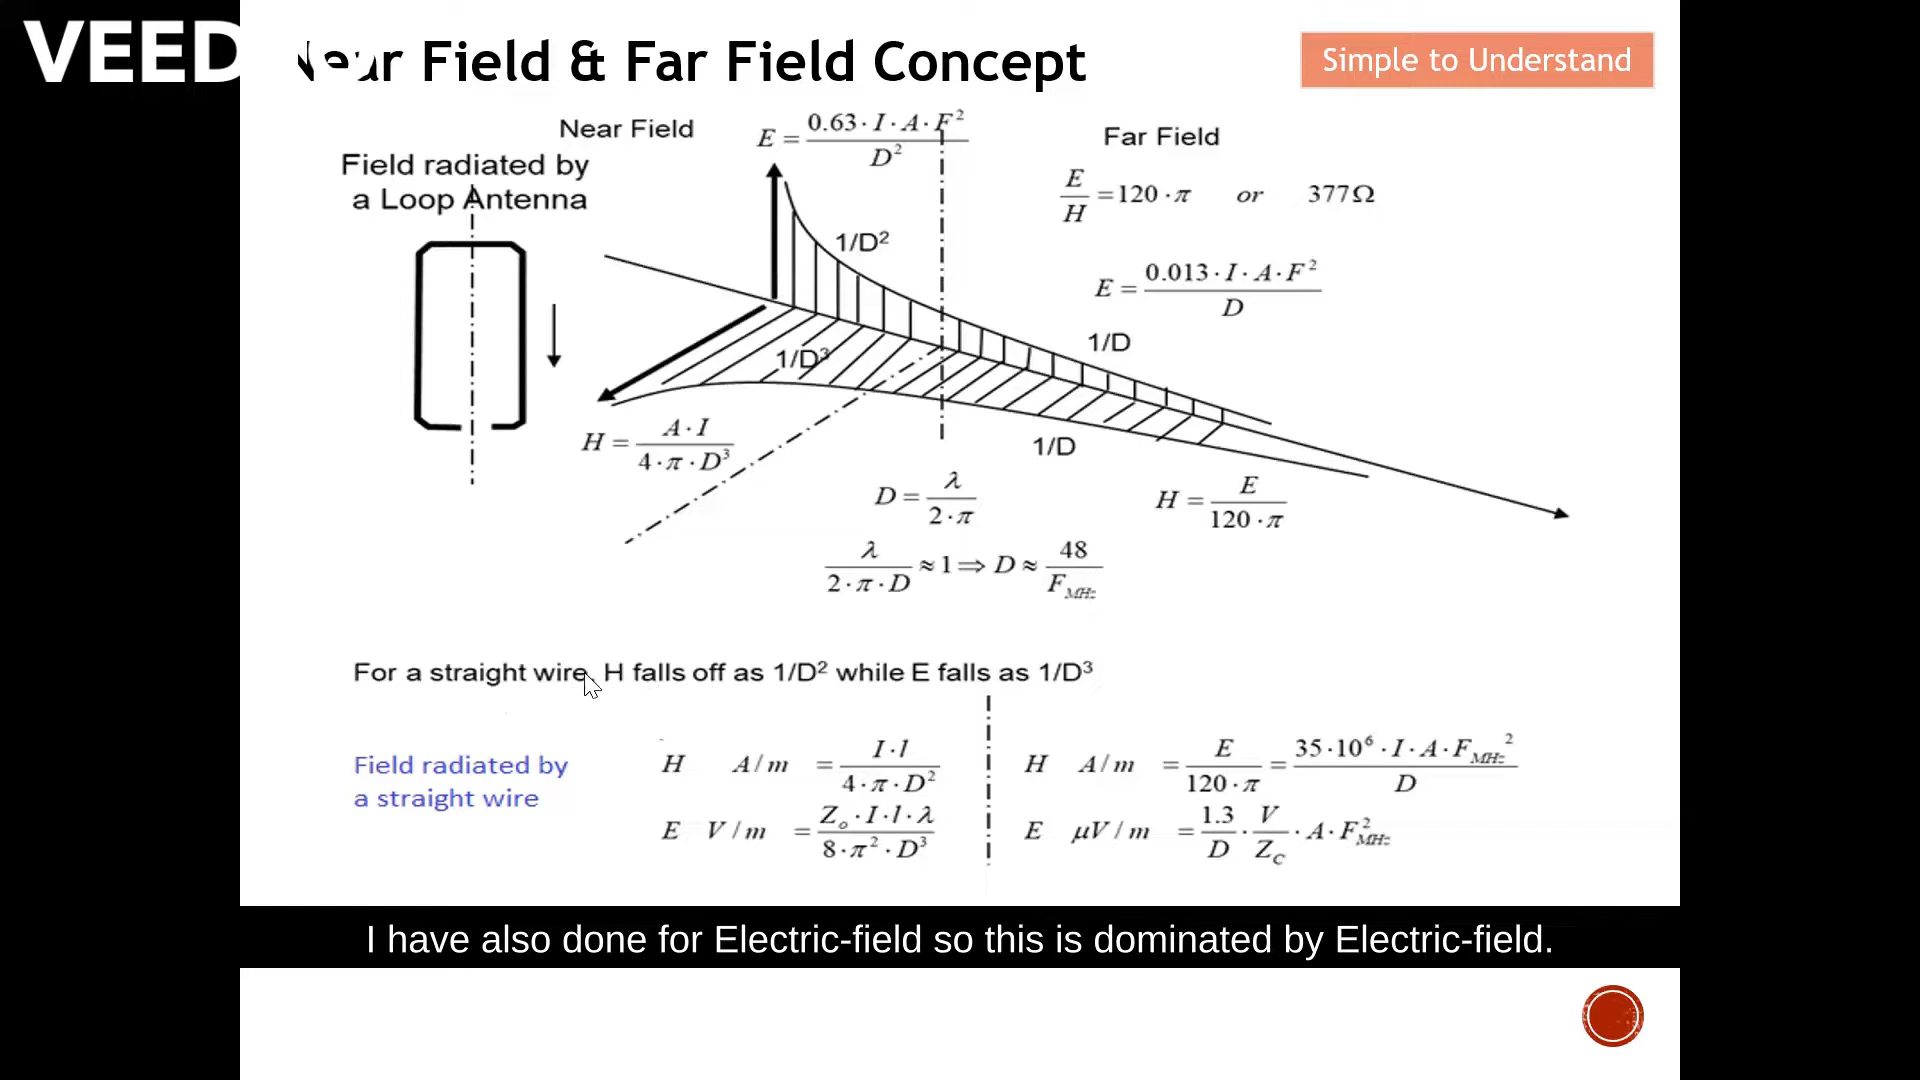 VEED
Near Field & Far Field Concept
Simple to Understand
Near Field
E = 0.63 · I · A · F² / D²
Far Field
Field radiated by
a Loop Antenna
E / H = 120 · π or 377Ω
1/D²
E = 0.013 · I · A · F² / D
1/D
1/D³
H = A · I / 4 · π · D³
1/D
D = λ / 2 · π
H = E / 120 · π
λ / 2 · π · D ≈ 1 ⇒ D ≈ 48 / F_MHz
For a straight wire, H falls off as 1/D² while E falls as 1/D³
Field radiated by
a straight wire
H A/m = I · l / 4 · π · D²
H A/m = E / 120 · π = 35 · 10⁶ · I · A · F_MHz² / D
E V/m = Z_o · I · l · λ / 8 · π² · D³
E μV/m = 1.3 / D · V / Z_C · A · F²_MHz
I have also done for Electric-field so this is dominated by Electric-field.